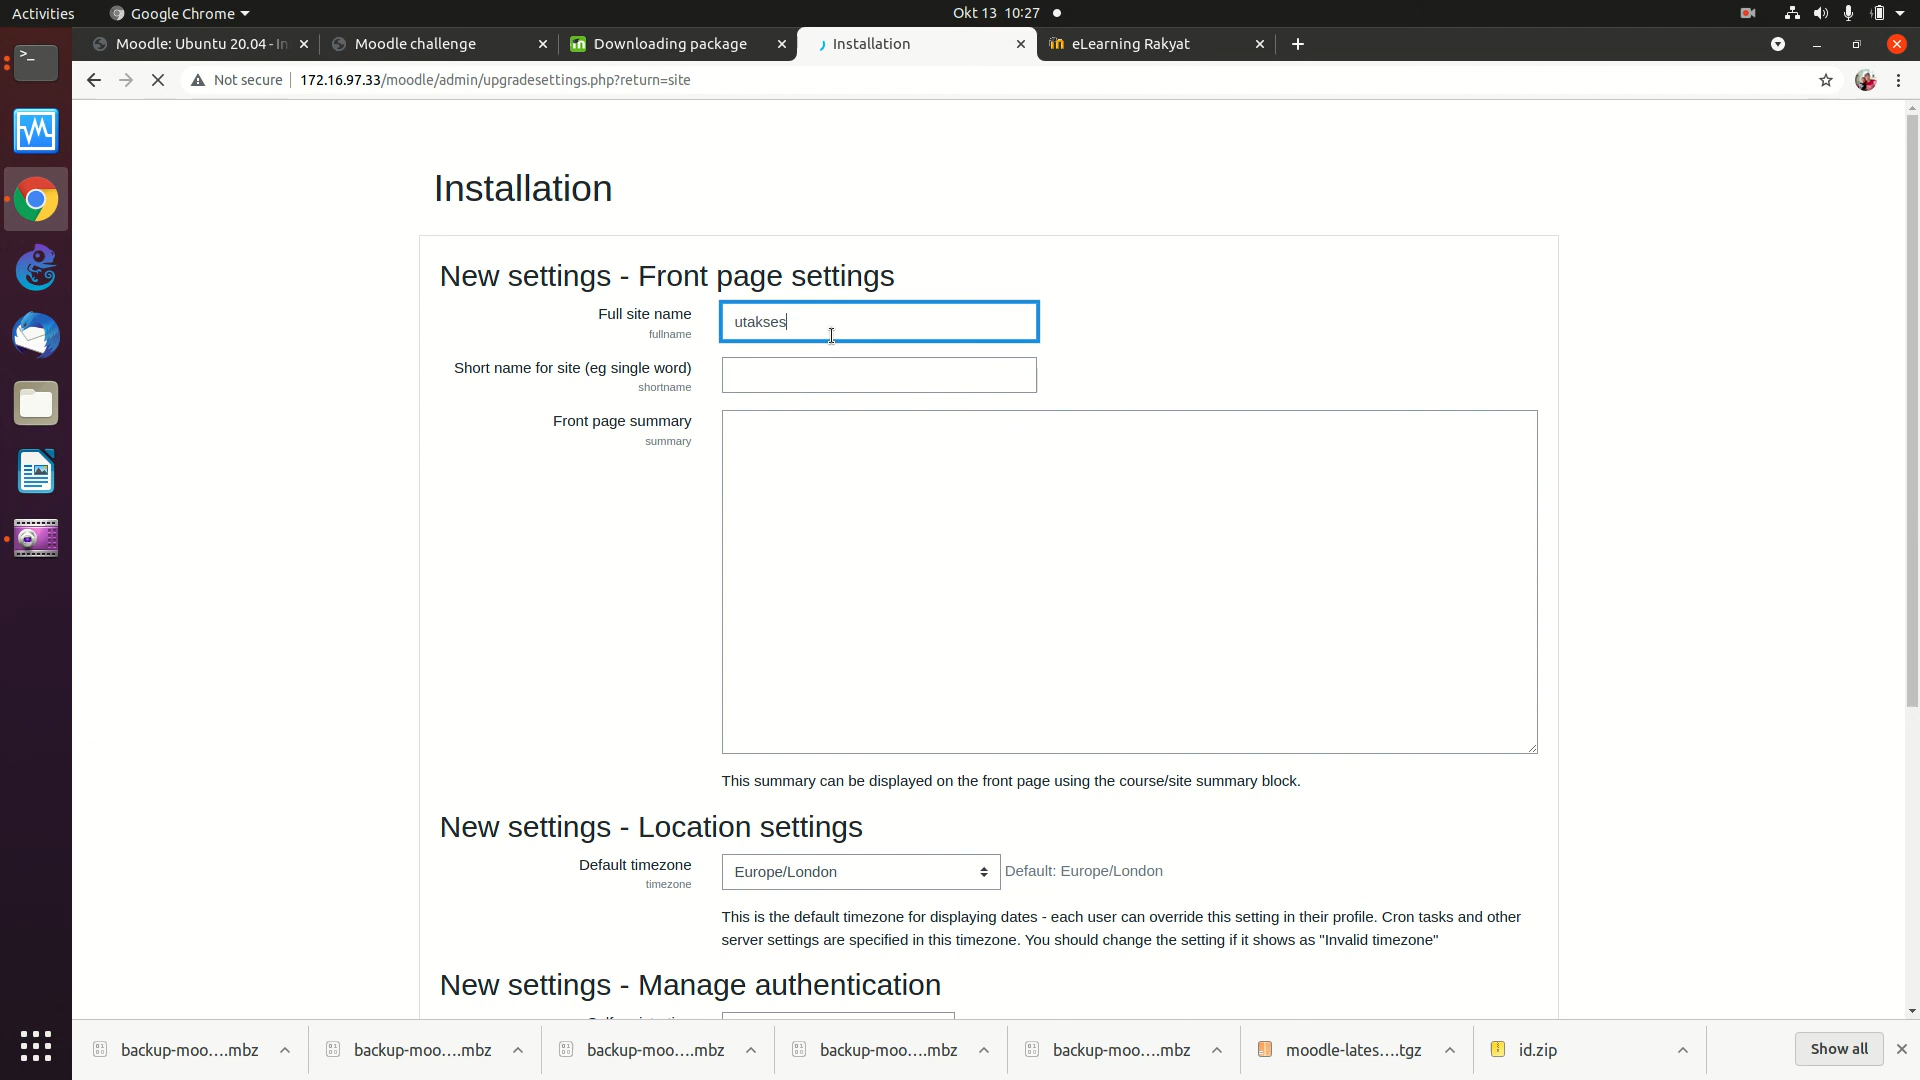 Activities
Google Chrome
Okt 13 10:27
Moodle: Ubuntu 20.04 - In
Moodle challenge
Downloading package
Installation
eLearning Rakyat
Not secure
172.16.97.33/moodle/admin/upgradesettings.php?return=site
Installation
New settings - Front page settings
Full site name
fullname
utakses
Short name for site (eg single word)
shortname
Front page summary
summary
This summary can be displayed on the front page using the course/site summary block.
New settings - Location settings
Default timezone
timezone
Europe/London
Default: Europe/London
This is the default timezone for displaying dates - each user can override this setting in their profile. Cron tasks and other
server settings are specified in this timezone. You should change the setting if it shows as "Invalid timezone"
New settings - Manage authentication
backup-moo....mbz
backup-moo....mbz
backup-moo....mbz
backup-moo....mbz
backup-moo....mbz
moodle-lates....tgz
id.zip
Show all